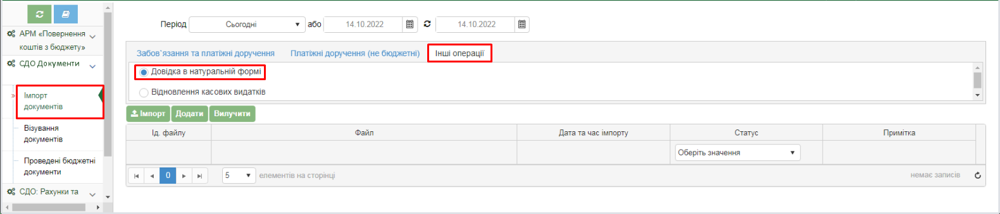 АРМ «Повернення
коштів з бюджету»
СДО Документи
Імпорт
документів
Візування
документів
Проведені бюджетні
документи
СДО: Рахунки та
Період Сьогодні або 14.10.2022 14.10.2022
Забов`язання та платіжні доручення Платіжні доручення (не бюджетні) Інші операції
Довідка в натуральній формі
Відновлення касових видатків
Імпорт Додати Вилучити
Ід. файлу Файл Дата та час імпорту Статус Примітка
Оберіть значення
0 5 елементів на сторінці немає записів